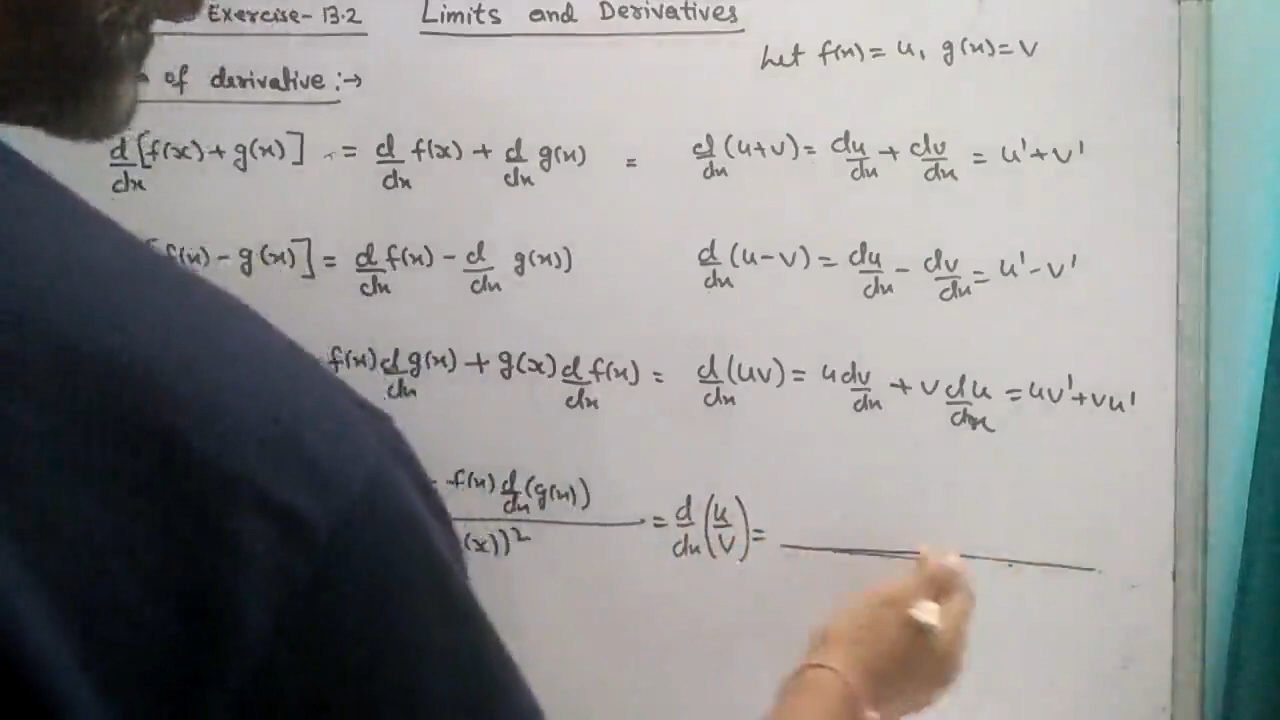 Exercise-13.2 Limits and Derivatives
Let f(x) = u, g(x) = v
of derivative :→
d/dx [f(x) + g(x)] = d/dx f(x) + d/dx g(x) = d/dx (u+v) = du/dx + dv/dx = u' + v'
f(x) - g(x)] = d/dx f(x) - d/dx g(x)) d/dx (u-v) = du/dx - dv/dx = u' - v'
f(x) d/dx g(x) + g(x) d/dx f(x) = d/dx (uv) = u dv/dx + v du/dx = uv' + vu'
- f(x) d/dx (g(x)) / (x))² = d/dx (u/v) =